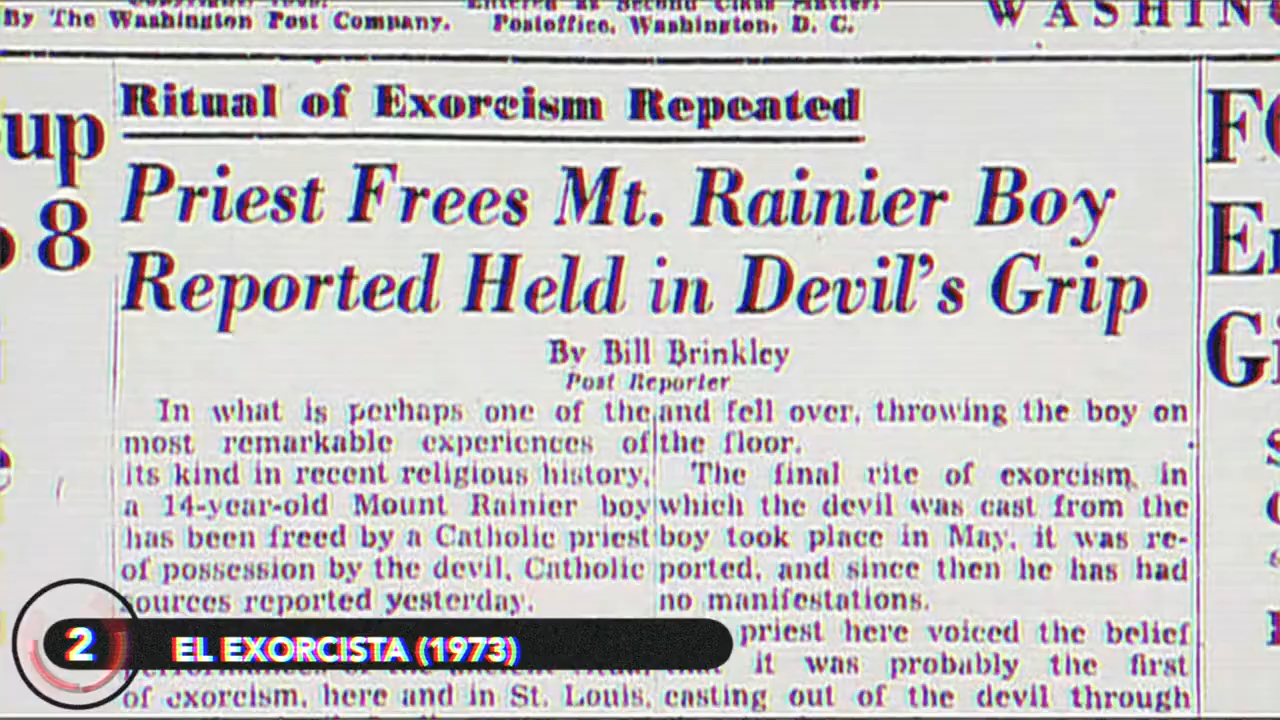 By The Washington Post Company.
Entered as Second Class Matter,
Postoffice, Washington, D. C.
WASHIN
up
8
Ritual of Exorcism Repeated
Priest Frees Mt. Rainier Boy
Reported Held in Devil's Grip
By Bill Brinkley
Post Reporter
In what is perhaps one of the
most remarkable experiences of
its kind in recent religious history,
a 14-year-old Mount Rainier boy
has been freed by a Catholic priest
of possession by the devil, Catholic
sources reported yesterday.
of exorcism, here and in St. Louis,
and fell over, throwing the boy on
the floor.
The final rite of exorcism, in
which the devil was cast from the
boy took place in May, it was re-
ported, and since then he has had
no manifestations.
priest here voiced the belief
it was probably the first
casting out of the devil through
2
EL EXORCISTA (1973)